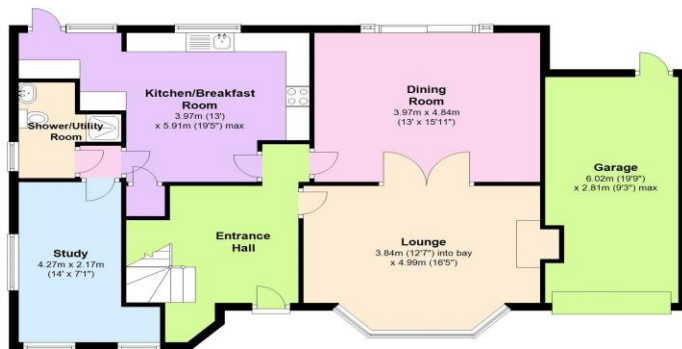 Kitchen/Breakfast
Room
3.97m (13')
x 5.91m (19'5") max
Dining
Room
3.97m x 4.84m
(13' x 15'11")
Shower/Utility
Room
Garage
6.02m (19'9")
x 2.81m (9'3") max
Entrance
Hall
Lounge
3.84m (12'7") into bay
x 4.99m (16'5")
Study
4.27m x 2.17m
(14' x 7'1")